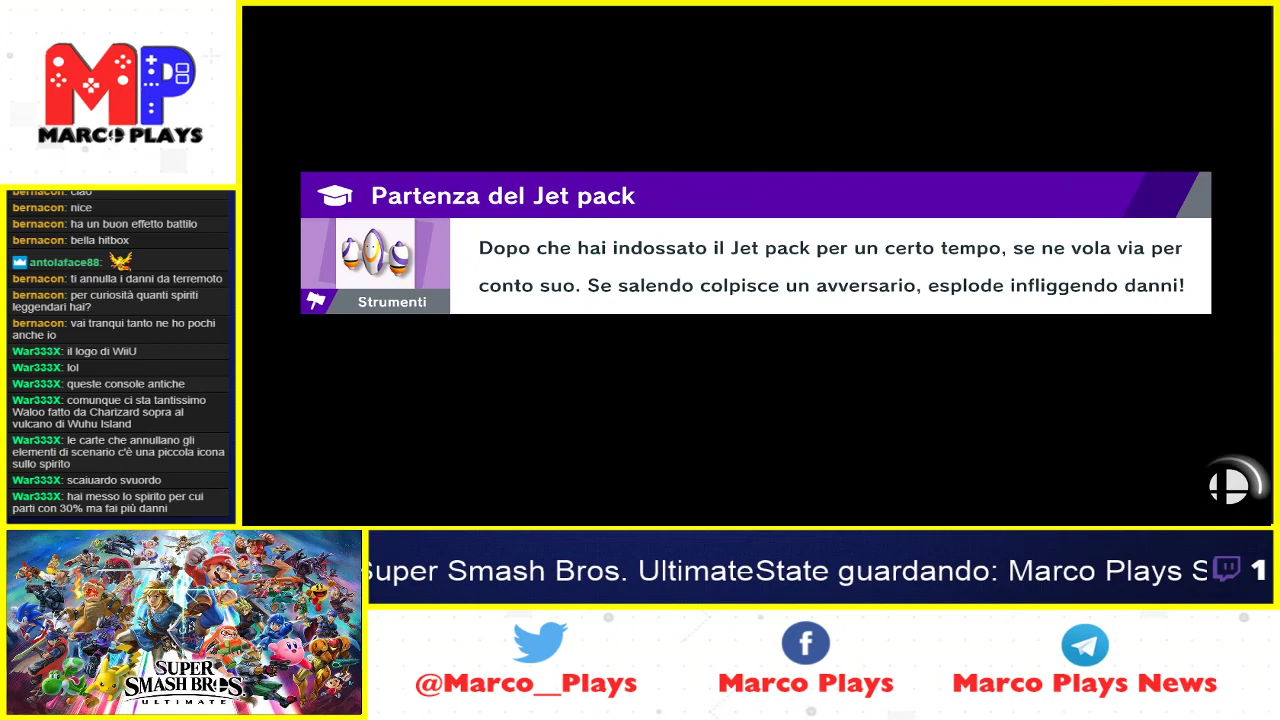 MARCO PLAYS
bernacon: ciao
bernacon: nice
bernacon: ha un buon effetto battilo
bernacon: bella hitbox
antolaface88:
bernacon: ti annulla i danni da terremoto
bernacon: per curiosità quanti spiriti
leggendari hai?
bernacon: vai tranqui tanto ne ho pochi
anche io
War333X: il logo di WiiU
War333X: lol
War333X: queste console antiche
War333X: comunque ci sta tantissimo
Waloo fatto da Charizard sopra al
vulcano di Wuhu Island
War333X: le carte che annullano gli
elementi di scenario c'è una piccola icona
sullo spirito
War333X: scaiuardo svuordo
War333X: hai messo lo spirito per cui
parti con 30% ma fai più danni
Partenza del Jet pack
Dopo che hai indossato il Jet pack per un certo tempo, se ne vola via per
conto suo. Se salendo colpisce un avversario, esplode infliggendo danni!
Strumenti
SUPER
SMASH BROS.
ULTIMATE
Super Smash Bros. UltimateState guardando: Marco Plays S 1
@Marco__Plays
Marco Plays
Marco Plays News